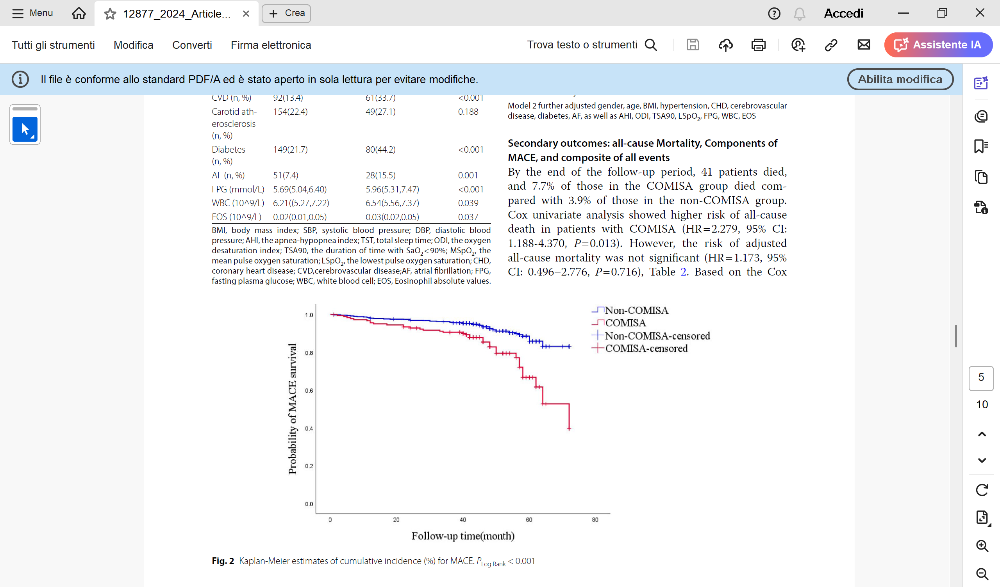 Menu
12877_2024_Article...
Crea
Accedi
Tutti gli strumenti
Modifica
Converti
Firma elettronica
Trova testo o strumenti
Assistente IA
Il file è conforme allo standard PDF/A ed è stato aperto in sola lettura per evitare modifiche.
Abilita modifica
CVD (n, %) 92(13.4) 61(33.7) <0.001
Carotid ath- 154(22.4) 49(27.1) 0.188
erosclerosis
(n, %)
Diabetes 149(21.7) 80(44.2) <0.001
(n, %)
AF (n, %) 51(7.4) 28(15.5) 0.001
FPG (mmol/L) 5.69(5.04,6.40) 5.96(5.31,7.47) <0.001
WBC (10^9/L) 6.21((5.27,7.22) 6.54(5.56,7.37) 0.039
EOS (10^9/L) 0.02(0.01,0.05) 0.03(0.02,0.05) 0.037
BMI, body mass index; SBP, systolic blood pressure; DBP, diastolic blood
pressure; AHI, the apnea-hypopnea index; TST, total sleep time; ODI, the oxygen
desaturation index; TSA90, the duration of time with SaO2<90%; MSpO2, the
mean pulse oxygen saturation; LSpO2, the lowest pulse oxygen saturation; CHD,
coronary heart disease; CVD,cerebrovascular disease;AF, atrial fibrillation; FPG,
fasting plasma glucose; WBC, white blood cell; EOS, Eosinophil absolute values.
Model 2 further adjusted gender, age, BMI, hypertension, CHD, cerebrovascular
disease, diabetes, AF, as well as AHI, ODI, TSA90, LSpO2, FPG, WBC, EOS
Secondary outcomes: all-cause Mortality, Components of
MACE, and composite of all events
By the end of the follow-up period, 41 patients died,
and 7.7% of those in the COMISA group died com-
pared with 3.9% of those in the non-COMISA group.
Cox univariate analysis showed higher risk of all-cause
death in patients with COMISA (HR=2.279, 95% CI:
1.188-4.370, P=0.013). However, the risk of adjusted
all-cause mortality was not significant (HR=1.173, 95%
CI: 0.496–2.776, P=0.716), Table 2. Based on the Cox
Probability of MACE survival
1.0
0.8
0.6
0.4
0.2
0.0
0 20 40 60 80
Follow-up time(month)
Non-COMISA
COMISA
Non-COMISA-censored
COMISA-censored
Fig. 2 Kaplan-Meier estimates of cumulative incidence (%) for MACE. P Log Rank < 0.001
5
10